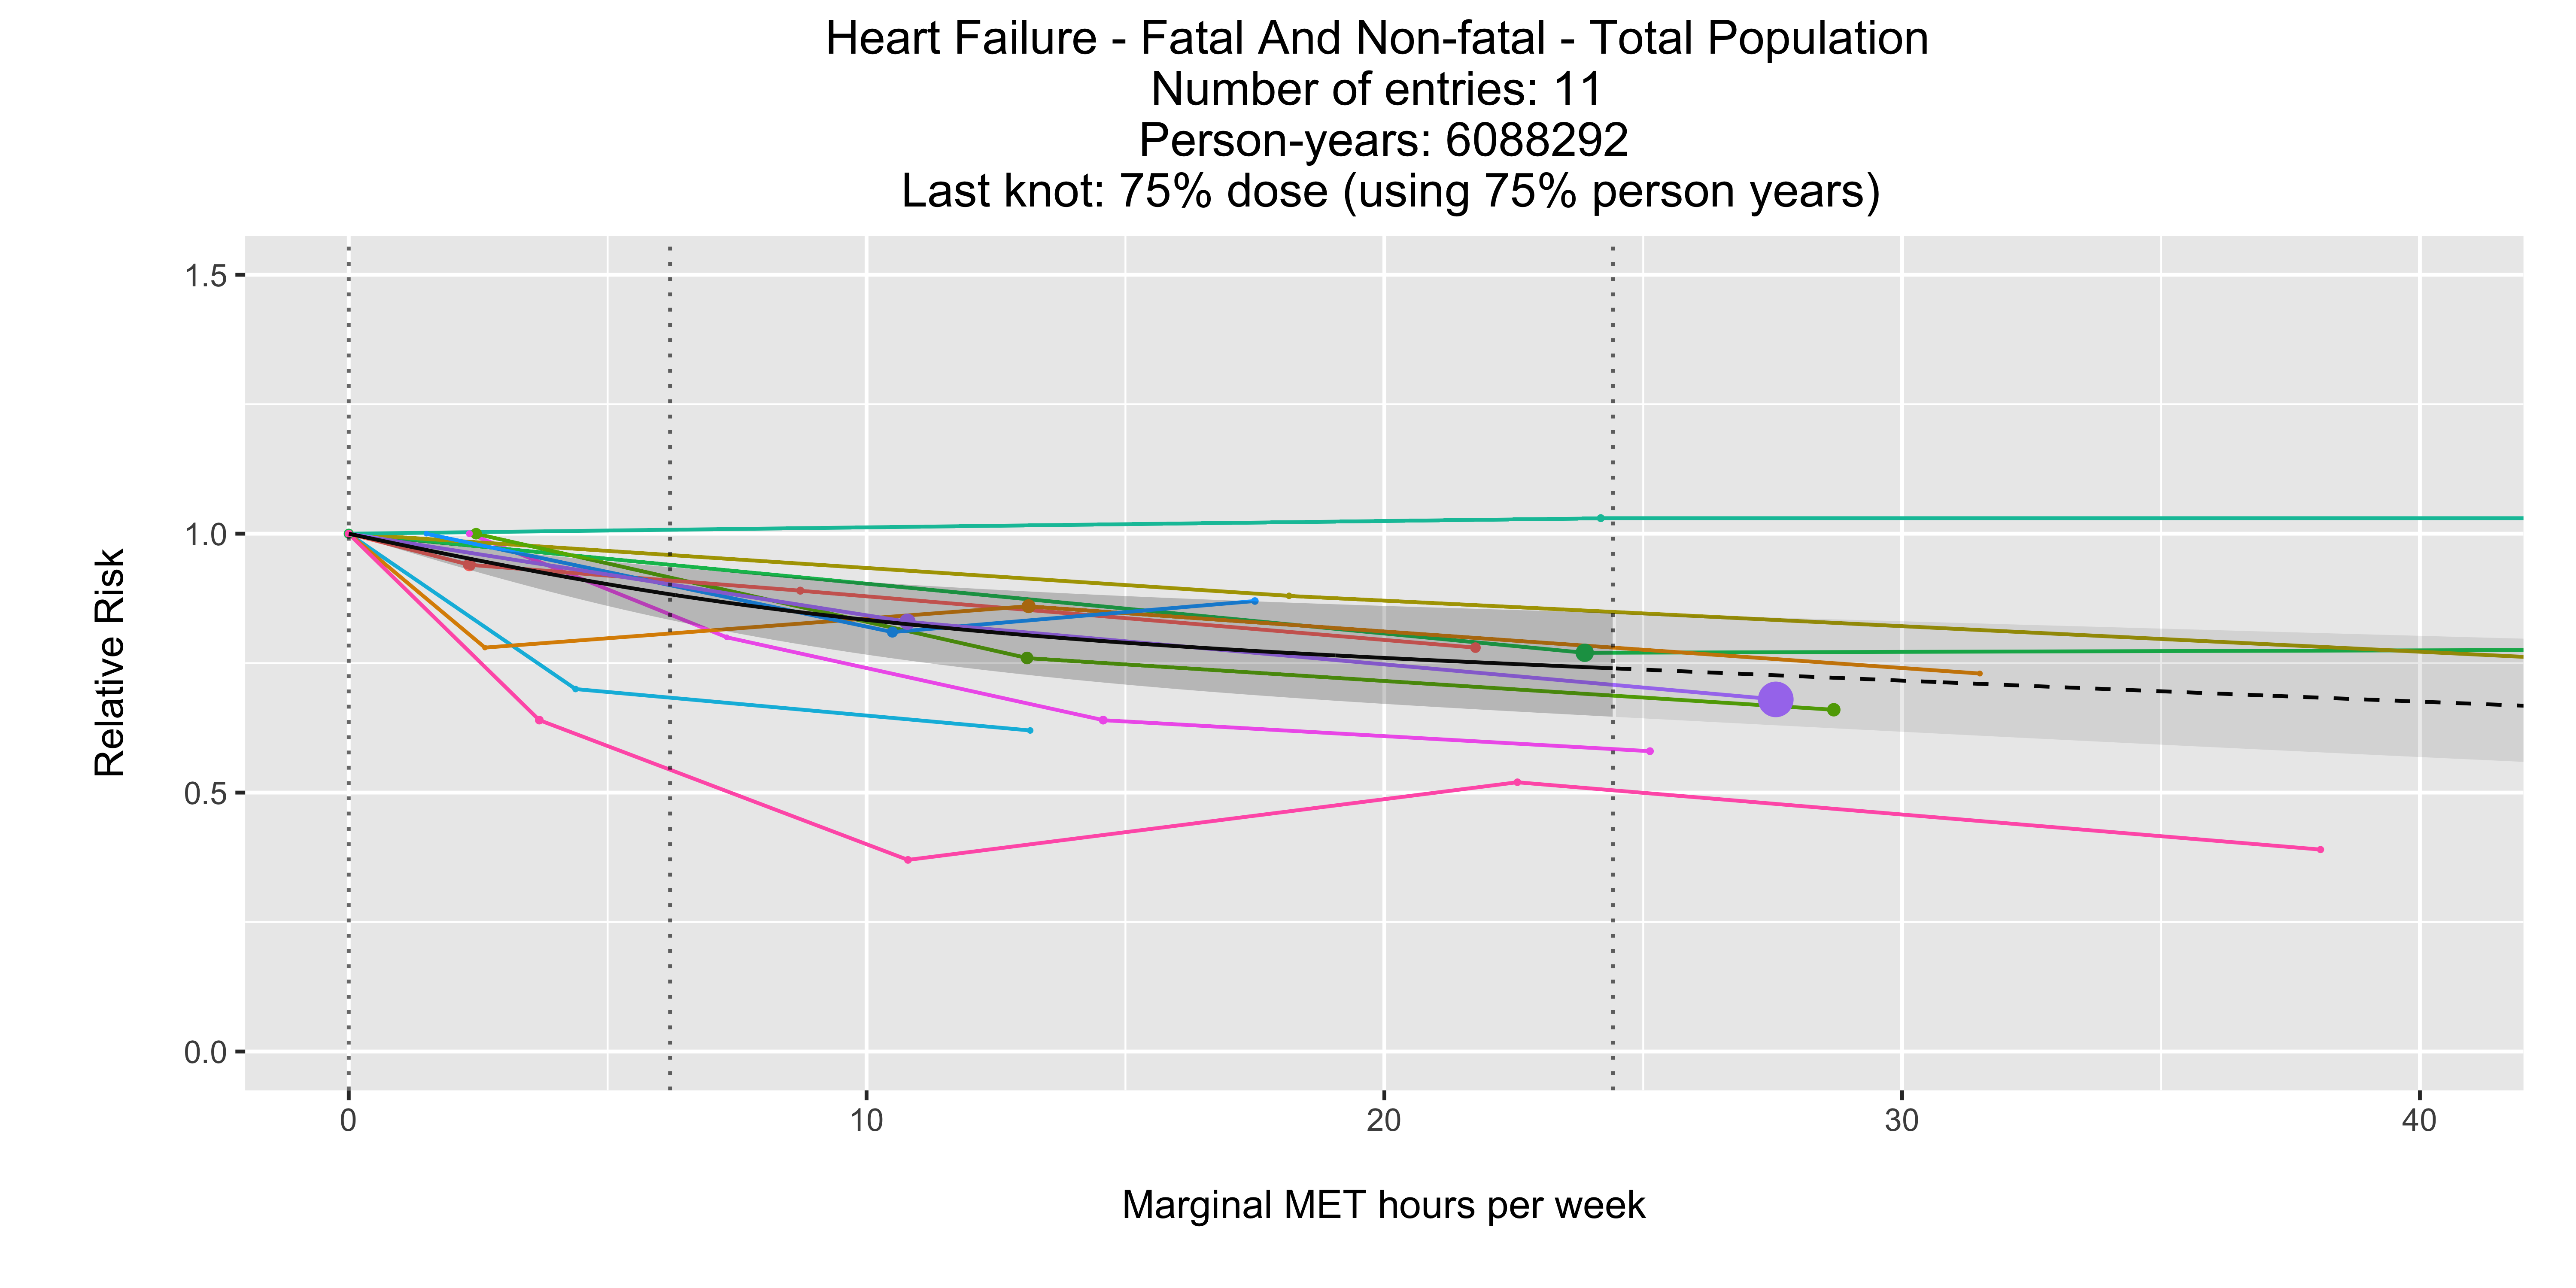 Heart Failure - Fatal And Non-fatal - Total Population
Number of entries: 11
Person-years: 6088292
Last knot: 75% dose (using 75% person years)
1.5
1.0
0.5
0.0
Relative Risk
0 10 20 30 40
Marginal MET hours per week